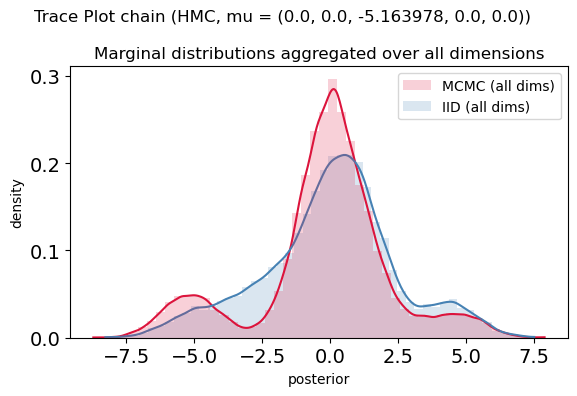 Trace Plot chain (HMC, mu = (0.0, 0.0, -5.163978, 0.0, 0.0))
Marginal distributions aggregated over all dimensions
MCMC (all dims)
IID (all dims)
density
0.3
0.2
0.1
0.0
−7.5 −5.0 −2.5 0.0 2.5 5.0 7.5
posterior